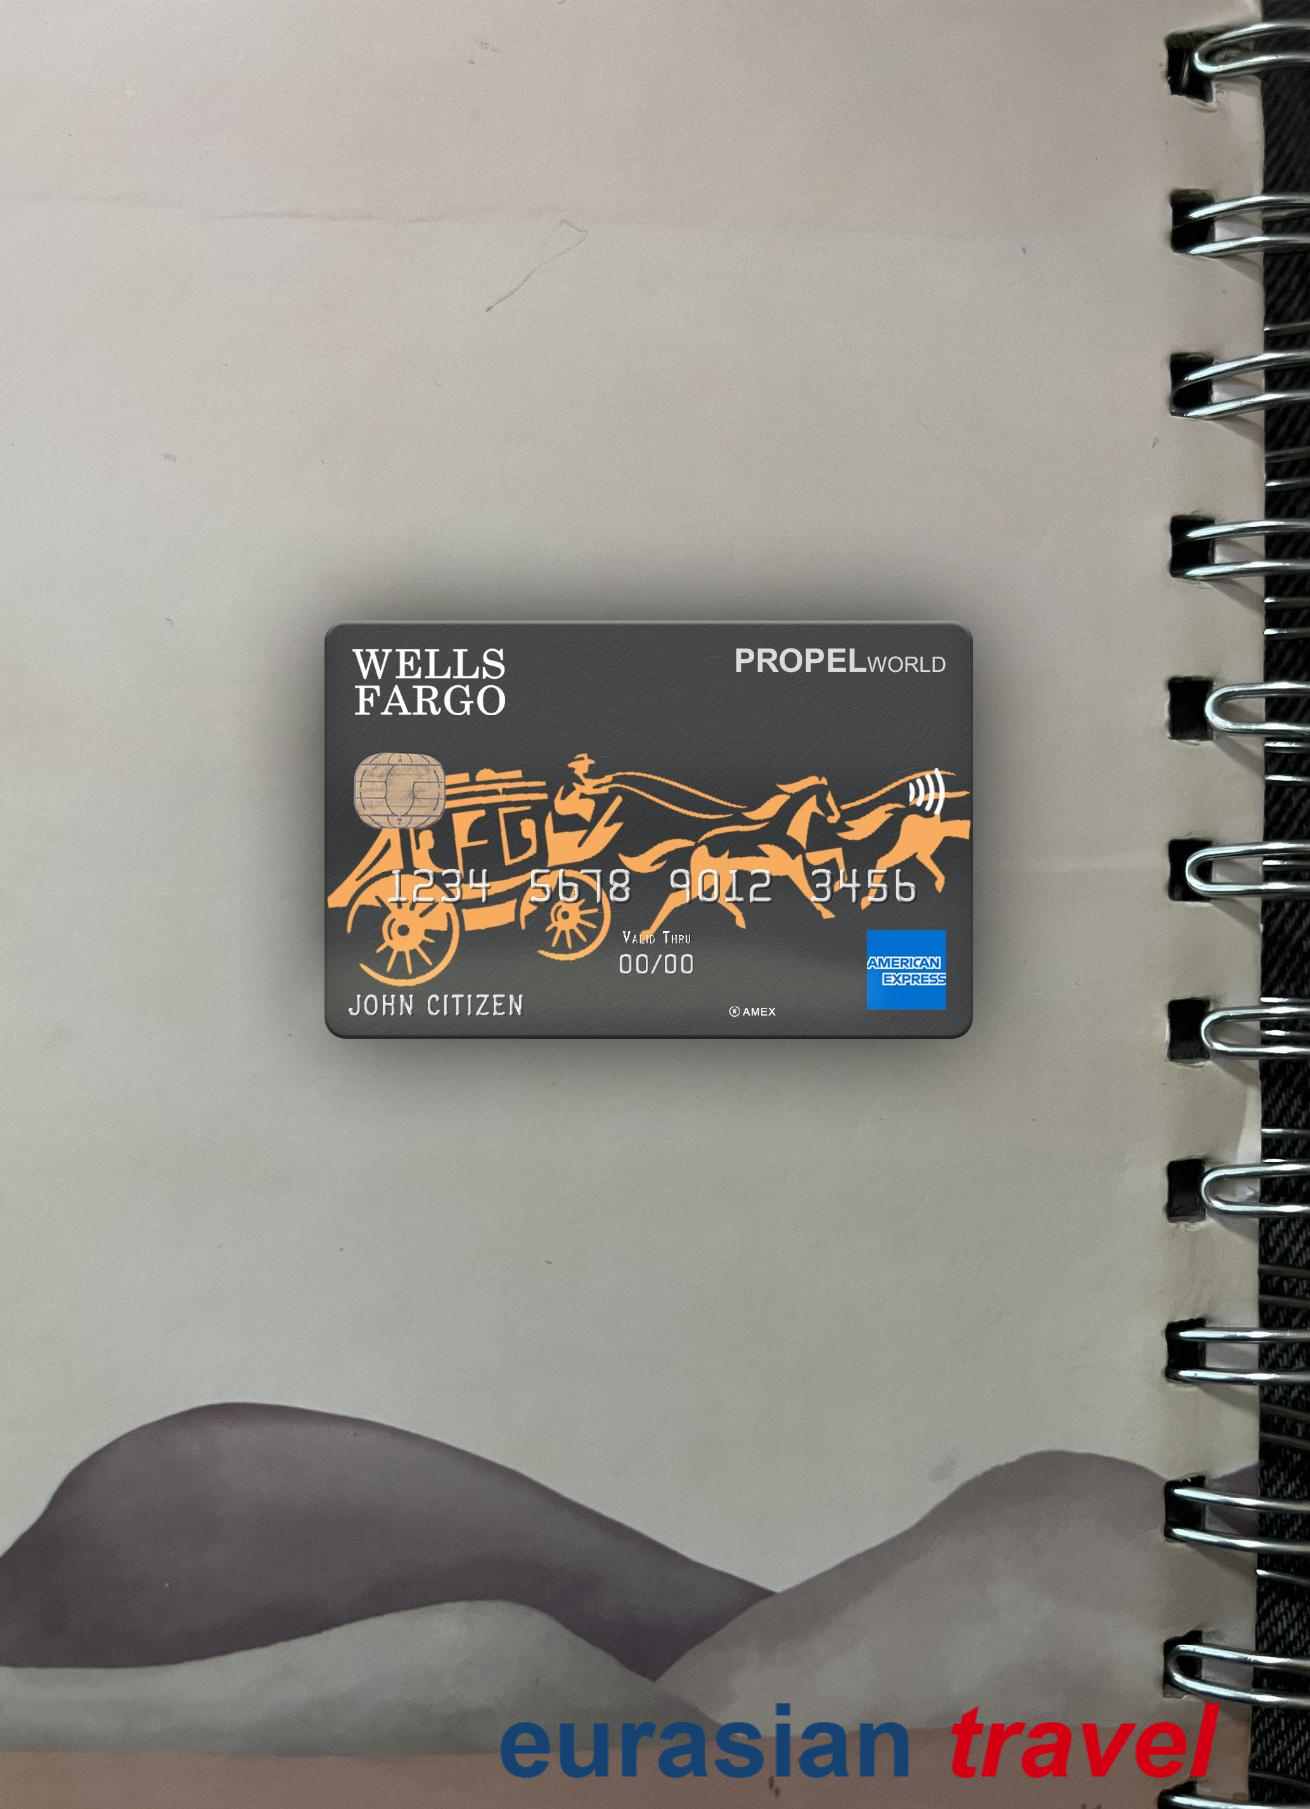 WELLS
FARGO
PROPELWORLD
1234 5678 9012 3456
Valid Thru
00/00
JOHN CITIZEN
® AMEX
AMERICAN
EXPRESS
eurasian travel